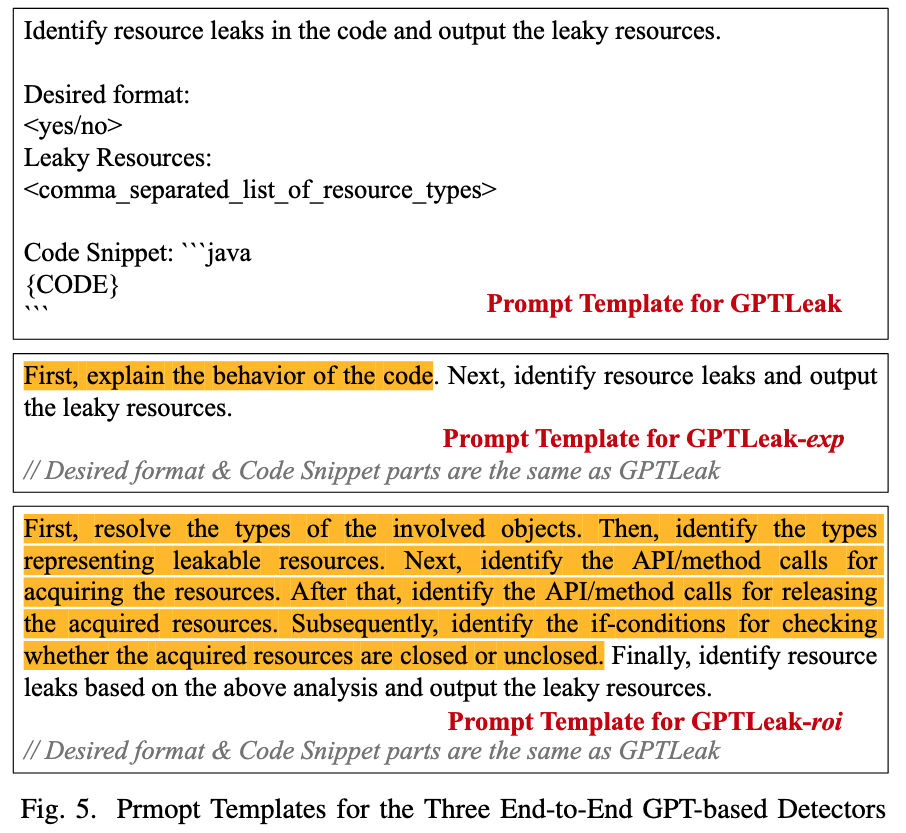 Identify resource leaks in the code and output the leaky resources.
Desired format:
<yes/no>
Leaky Resources:
<comma_separated_list_of_resource_types>
Code Snippet: ```java
{CODE}
```
Prompt Template for GPTLeak
First, explain the behavior of the code. Next, identify resource leaks and output
the leaky resources.
Prompt Template for GPTLeak-exp
// Desired format & Code Snippet parts are the same as GPTLeak
First, resolve the types of the involved objects. Then, identify the types
representing leakable resources. Next, identify the API/method calls for
acquiring the resources. After that, identify the API/method calls for releasing
the acquired resources. Subsequently, identify the if-conditions for checking
whether the acquired resources are closed or unclosed. Finally, identify resource
leaks based on the above analysis and output the leaky resources.
Prompt Template for GPTLeak-roi
// Desired format & Code Snippet parts are the same as GPTLeak
Fig. 5. Prmopt Templates for the Three End-to-End GPT-based Detectors